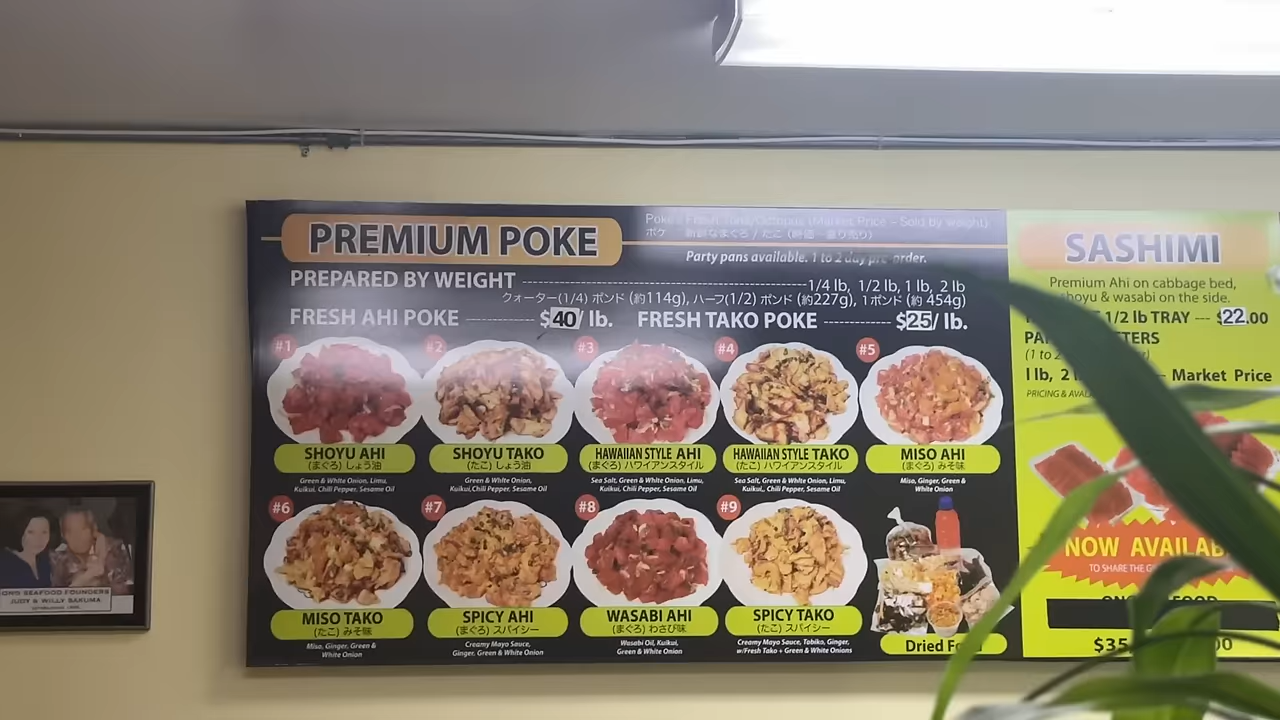 PREMIUM POKE
Poke - Fresh Tuna/Octopus (Market Price - Sold by weight)
ポケ 新鮮なまぐろ / たこ (時価 - 量り売り)
Party pans available. 1 to 2 day pre-order.
PREPARED BY WEIGHT ---- 1/4 lb, 1/2 lb, 1 lb, 2 lb
クォーター(1/4) ポンド (約114g), ハーフ(1/2) ポンド (約227g), 1ポンド (約 454g)
FRESH AHI POKE ---- $40/ lb. FRESH TAKO POKE ---- $25/ lb.
#1 #2 #3 #4 #5
SHOYU AHI
(まぐろ) しょう油
Green & White Onion, Limu,
Kuikui, Chili Pepper, Sesame Oil
SHOYU TAKO
(たこ) しょう油
Green & White Onion,
Kuikui, Chili Pepper, Sesame Oil
HAWAIIAN STYLE AHI
(まぐろ) ハワイアンスタイル
Sea Salt, Green & White Onion, Limu,
Kuikui, Chili Pepper, Sesame Oil
HAWAIIAN STYLE TAKO
(たこ) ハワイアンスタイル
Sea Salt, Green & White Onion, Limu,
Kuikui,, Chili Pepper, Sesame Oil
MISO AHI
(まぐろ) みそ味
Miso, Ginger, Green &
White Onion
#6 #7 #8 #9
MISO TAKO
(たこ) みそ味
Miso, Ginger, Green &
White Onion
SPICY AHI
(まぐろ) スパイシー
Creamy Mayo Sauce,
Ginger. Green & White Onion
WASABI AHI
(まぐろ) わさび味
Wasabi Oil, Kuikui,
Green & White Onion
SPICY TAKO
(たこ) スパイシー
Creamy Mayo Sauce, Tobiko, Ginger,
w/Fresh Tako + Green & White Onions
Dried
SASHIMI
Premium Ahi on cabbage bed,
shoyu & wasabi on the side.
1/2 lb TRAY --- $22.00
(1 to 2
1 lb, 2 Market Price
PRICING &
NOW
TO SHARE THE
$35
SEAFOOD FOUNDERS
JUDY & WILLY SAKUMA